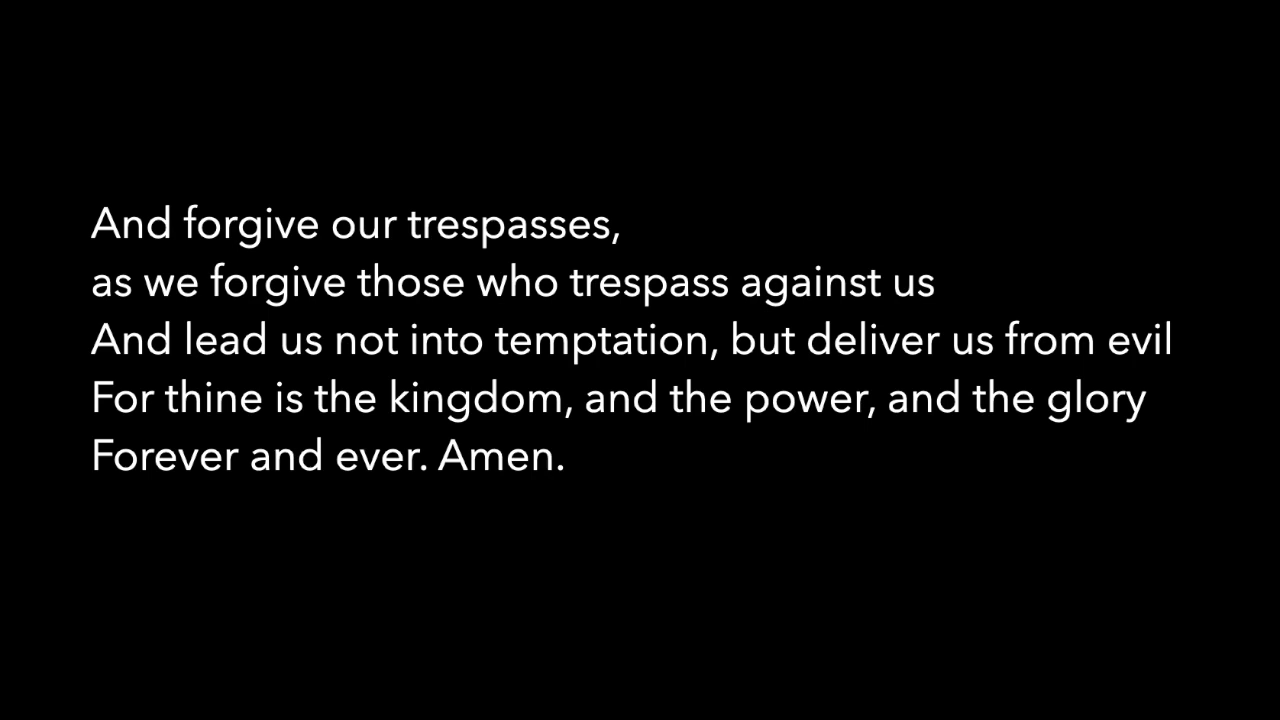 And forgive our trespasses,
as we forgive those who trespass against us
And lead us not into temptation, but deliver us from evil
For thine is the kingdom, and the power, and the glory
Forever and ever. Amen.